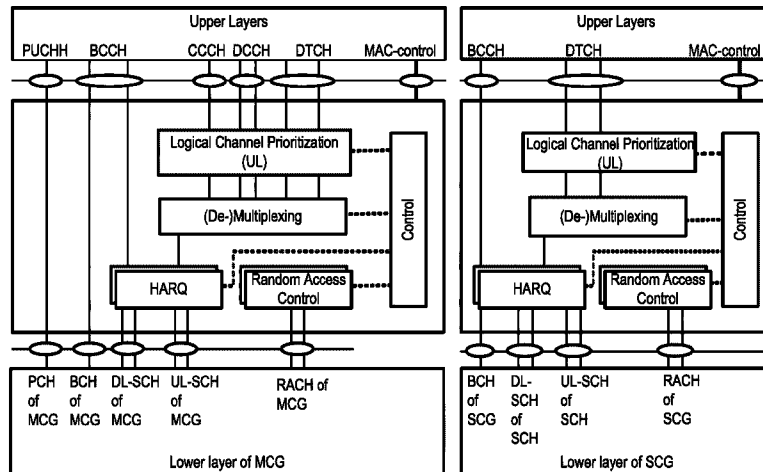 Upper Layers
PUCHH BCCH CCCH DCCH DTCH MAC-control
Logical Channel Prioritization
(UL)
(De-)Multiplexing
Control
HARQ
Random Access
Control
PCH
of
MCG
BCH
of
MCG
DL-SCH
of
MCG
UL-SCH
of
MCG
RACH of
MCG
Lower layer of MCG
Upper Layers
BCCH DTCH MAC-control
Logical Channel Prioritization
(UL)
(De-)Multiplexing
Control
HARQ
Random Access
Control
BCH
of
SCG
DL-
SCH
of
SCH
UL-SCH
of
SCH
RACH
of
SCG
Lower layer of SCG